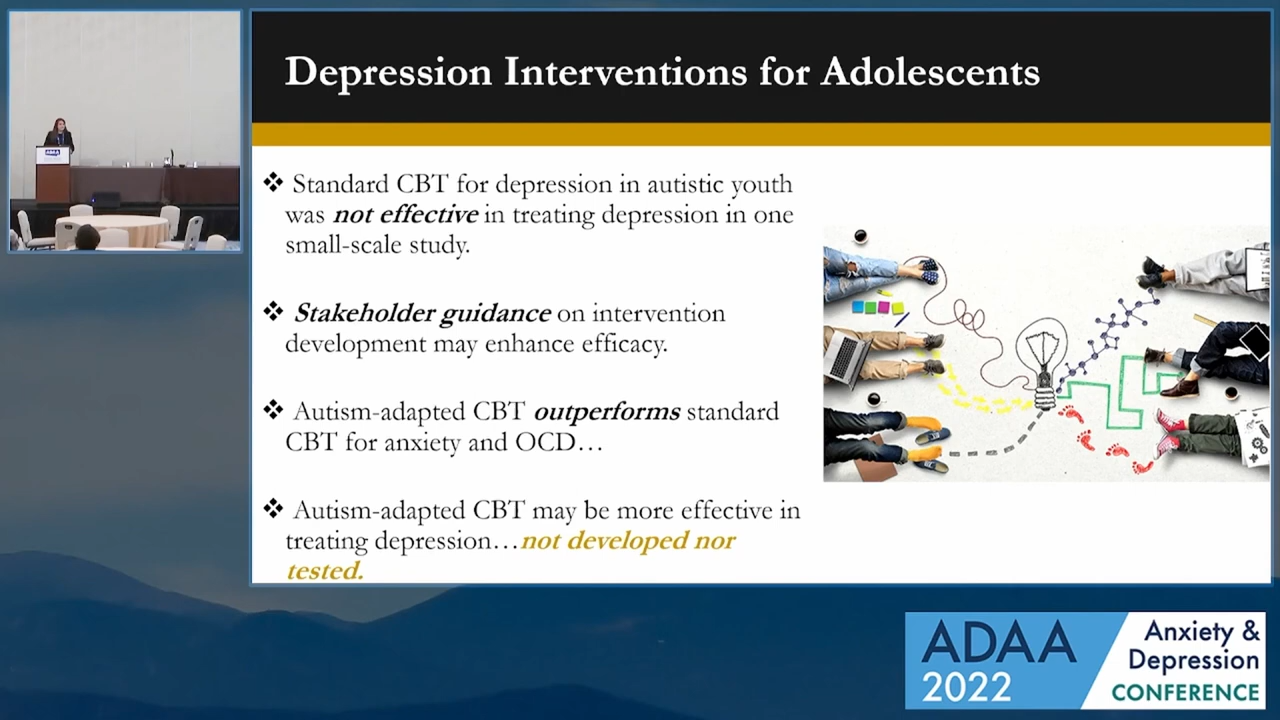 Depression Interventions for Adolescents
❖ Standard CBT for depression in autistic youth
was not effective in treating depression in one
small-scale study.
❖ Stakeholder guidance on intervention
development may enhance efficacy.
❖ Autism-adapted CBT outperforms standard
CBT for anxiety and OCD…
❖ Autism-adapted CBT may be more effective in
treating depression…not developed nor
tested.
ADAA
2022
Anxiety &
Depression
CONFERENCE
ADAA